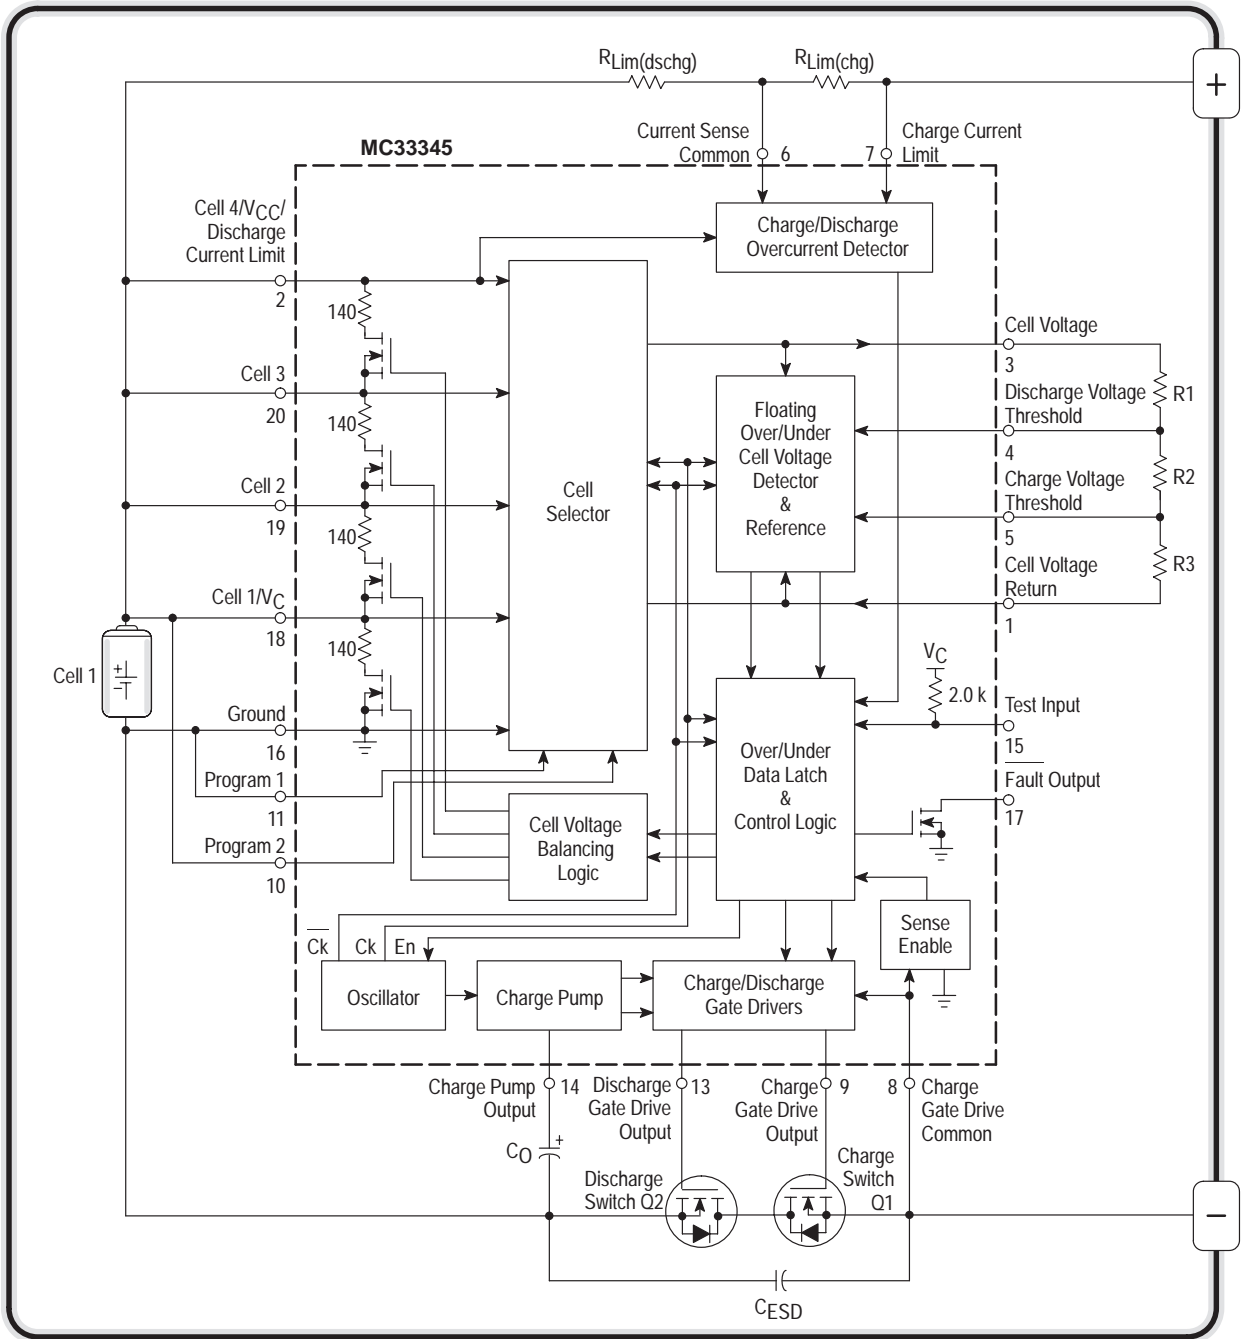 RLim(dschg)
RLim(chg)
+
Current Sense
Common
6
7
Charge Current
Limit
MC33345
Cell 4/VCC/
Discharge
Current Limit
2
Charge/Discharge
Overcurrent Detector
140
Cell 3
20
140
Cell 2
19
140
Cell 1/VC
18
140
Cell 1
+
−
Ground
16
Program 1
11
Program 2
10
Cell
Selector
Floating
Over/Under
Cell Voltage
Detector
&
Reference
Cell Voltage
3
R1
Discharge Voltage
Threshold
4
R2
Charge Voltage
Threshold
5
Cell Voltage
Return
R3
1
VC
2.0 k
Test Input
15
Fault Output
17
Over/Under
Data Latch
&
Control Logic
Cell Voltage
Balancing
Logic
Sense
Enable
Ck
Ck
En
Oscillator
Charge Pump
Charge/Discharge
Gate Drivers
Charge Pump
Output
14
Discharge
Gate Drive
Output
13
Charge
Gate Drive
Output
9
8
Charge
Gate Drive
Common
CO
+
Discharge
Switch Q2
Charge
Switch
Q1
−
CESD